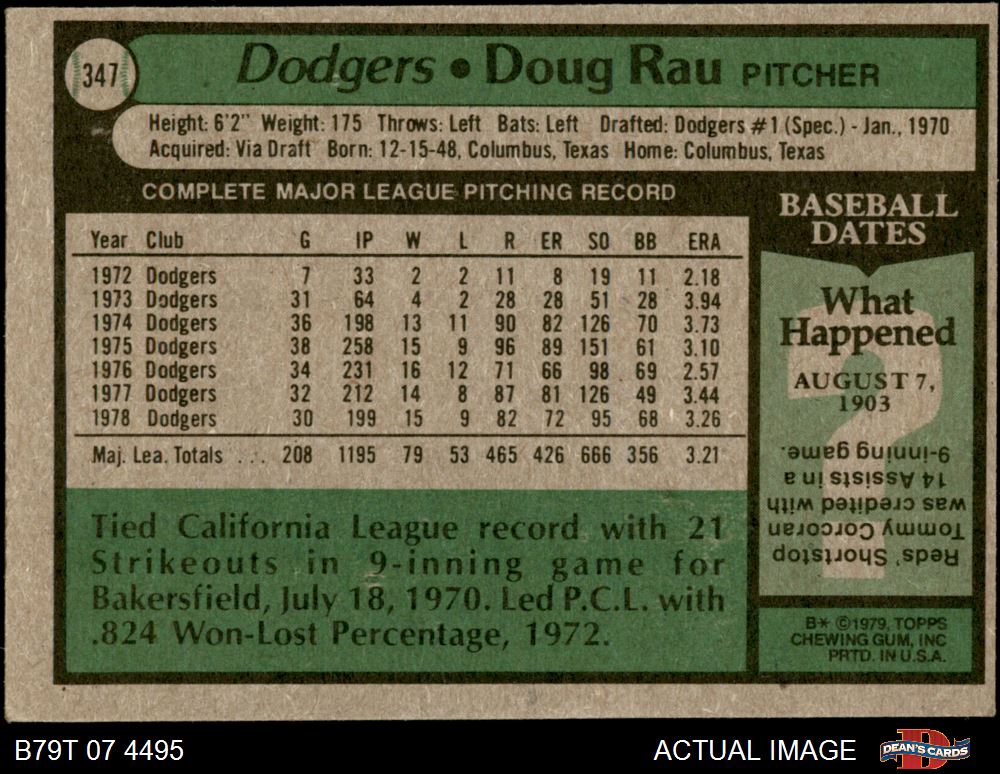 347
Dodgers • Doug Rau PITCHER
Height: 6'2" Weight: 175 Throws: Left Bats: Left Drafted: Dodgers #1 (Spec.) - Jan., 1970
Acquired: Via Draft Born: 12-15-48, Columbus, Texas Home: Columbus, Texas
COMPLETE MAJOR LEAGUE PITCHING RECORD
Year Club G IP W L R ER SO BB ERA
1972 Dodgers 7 33 2 2 11 8 19 11 2.18
1973 Dodgers 31 64 4 2 28 28 51 28 3.94
1974 Dodgers 36 198 13 11 90 82 126 70 3.73
1975 Dodgers 38 258 15 9 96 89 151 61 3.10
1976 Dodgers 34 231 16 12 71 66 98 69 2.57
1977 Dodgers 32 212 14 8 87 81 126 49 3.44
1978 Dodgers 30 199 15 9 82 72 95 68 3.26
Maj. Lea. Totals ... 208 1195 79 53 465 426 666 356 3.21
Tied California League record with 21
Strikeouts in 9-inning game for
Bakersfield, July 18, 1970. Led P.C.L. with
.824 Won-Lost Percentage, 1972.
BASEBALL
DATES
What
Happened
AUGUST 7,
1903
?
Reds' Shortstop
Tommy Corcoran
was credited with
14 Assists in a
9-inning game.
B* ©1979, TOPPS
CHEWING GUM, INC
PRTD. IN U.S.A.
B79T 07 4495
ACTUAL IMAGE
DEAN'S CARDS